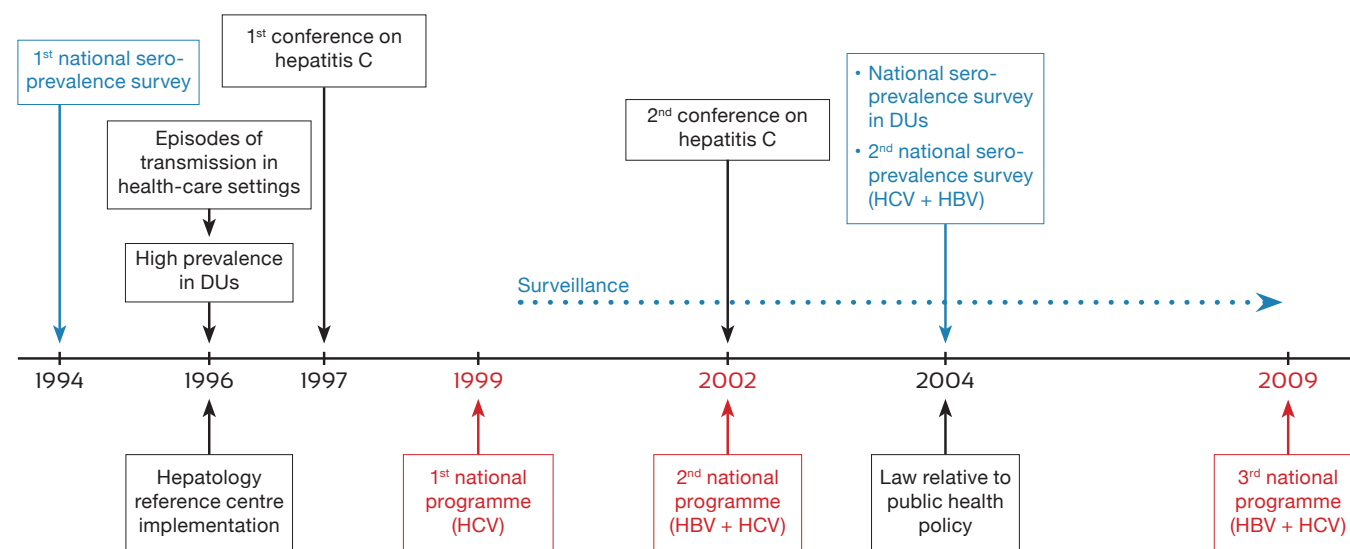 1st national sero-
prevalence survey
Episodes of
transmission in
health-care settings
High prevalence
in DUs
1st conference on
hepatitis C
2nd conference on
hepatitis C
• National sero-
prevalence survey
in DUs
• 2nd national sero-
prevalence survey
(HCV + HBV)
Surveillance
1994
1996
1997
1999
2002
2004
2009
Hepatology
reference centre
implementation
1st national
programme
(HCV)
2nd national
programme
(HBV + HCV)
Law relative to
public health
policy
3rd national
programme
(HBV + HCV)